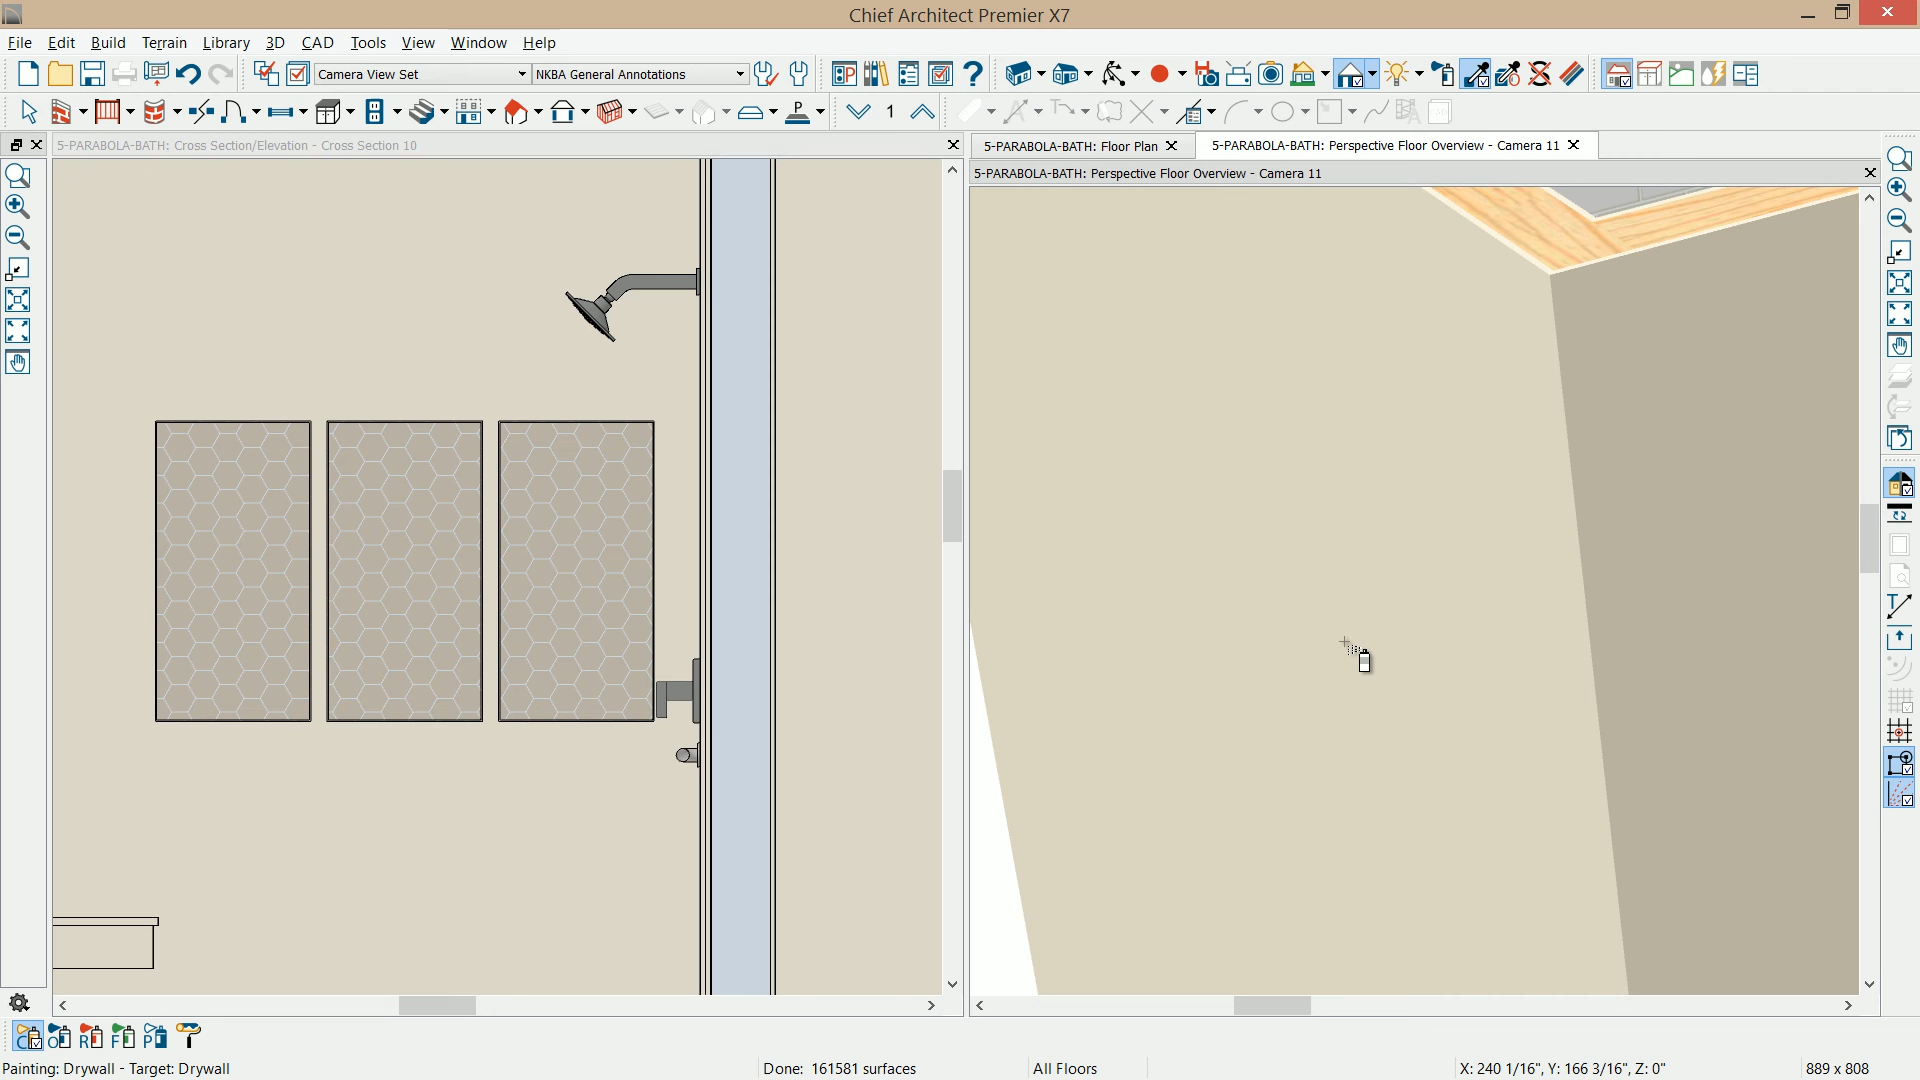 Chief Architect Premier X7
File Edit Build Terrain Library 3D CAD Tools View Window Help
Camera View Set NKBA General Annotations
1
5-PARABOLA-BATH: Cross Section/Elevation - Cross Section 10
5-PARABOLA-BATH: Floor Plan 5-PARABOLA-BATH: Perspective Floor Overview - Camera 11
5-PARABOLA-BATH: Perspective Floor Overview - Camera 11
Painting: Drywall - Target: Drywall Done: 161581 surfaces All Floors X: 240 1/16", Y: 166 3/16", Z: 0" 889 x 808